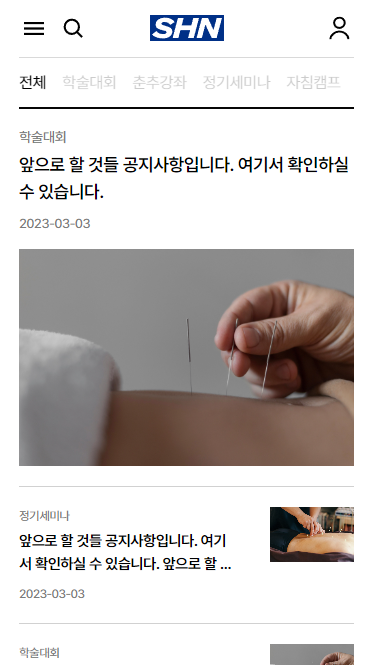 SHN
전체 학술대회 춘추강좌 정기세미나 자침캠프
학술대회
앞으로 할 것들 공지사항입니다. 여기서 확인하실
수 있습니다.
2023-03-03
정기세미나
앞으로 할 것들 공지사항입니다. 여기
서 확인하실 수 있습니다. 앞으로 할 ...
2023-03-03
학술대회